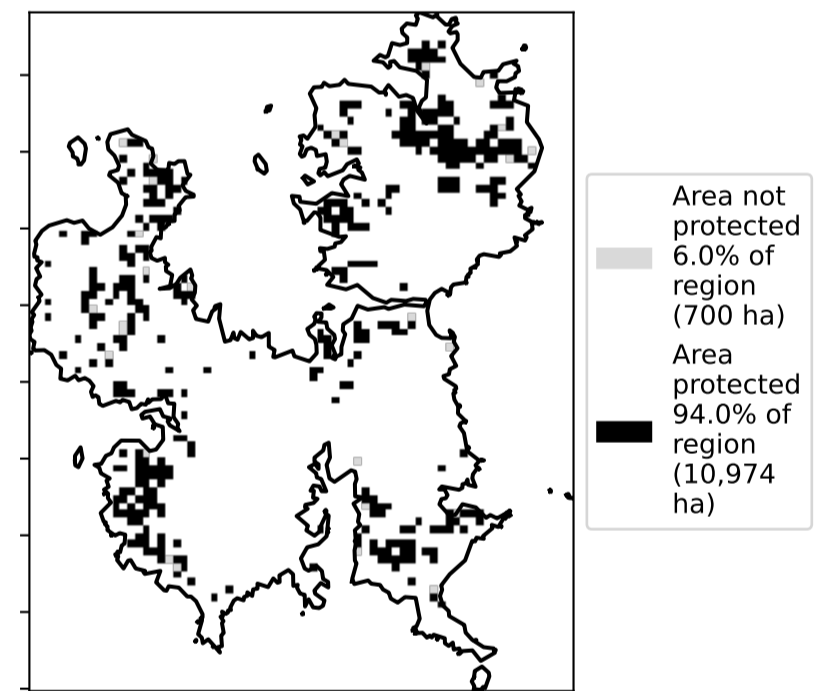 Area not
protected
6.0% of
region
(700 ha)
Area
protected
94.0% of
region
(10,974
ha)